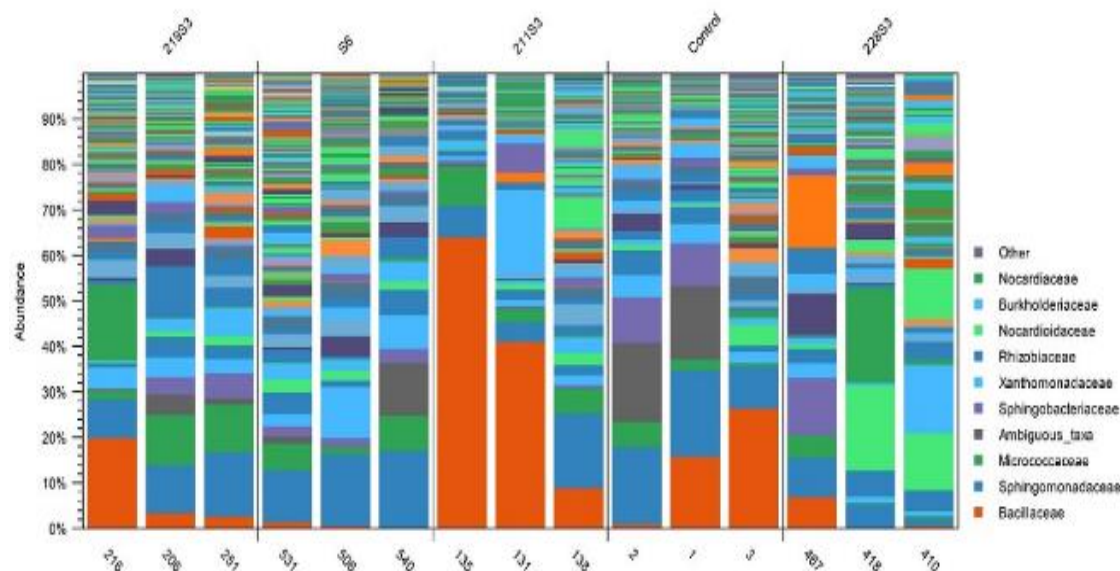 219S3 S6 211S3 Control 228S3
Abundance
90%
80%
70%
60%
50%
40%
30%
20%
10%
0%
Other
Nocardiaceae
Burkholderiaceae
Nocardioidaceae
Rhizobiaceae
Xanthomonadaceae
Sphingobacteriaceae
Ambiguous_taxa
Micrococcaceae
Sphingomonadaceae
Bacillaceae
216 206 251 531 506 540 135 131 138 2 1 3 467 418 410